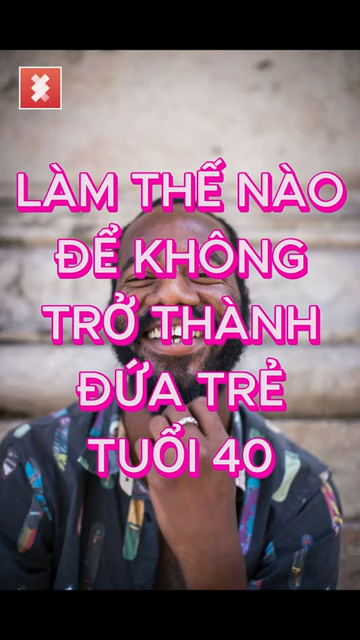 LÀM THẾ NÀO
ĐỂ KHÔNG
TRỞ THÀNH
ĐỨA TRẺ
TUỔI 40